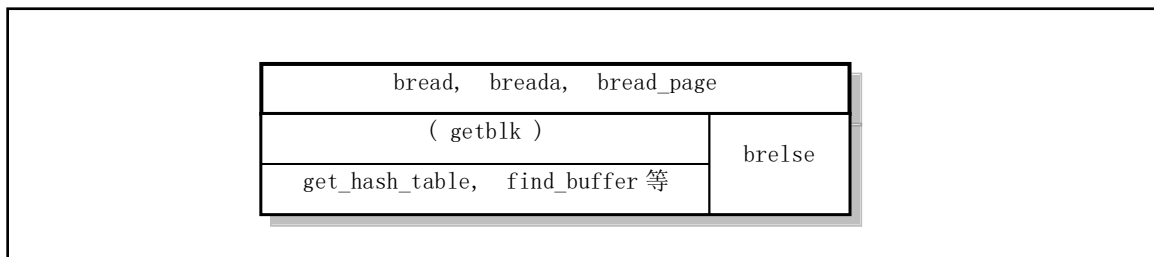 bread, breada, bread_page
( getblk )
brelse
get_hash_table, find_buffer 等